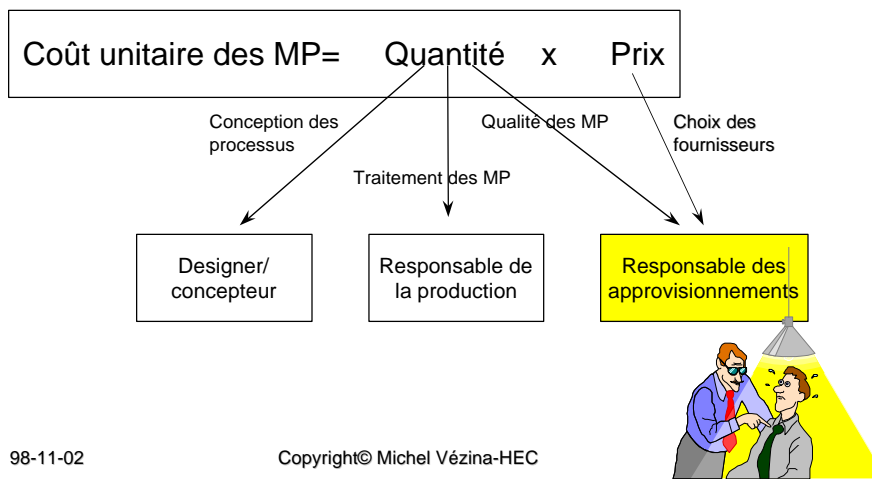 Coût unitaire des MP= Quantité x Prix
Conception des
processus
Qualité des MP
Choix des
fournisseurs
Traitement des MP
Designer/
concepteur
Responsable de
la production
Responsable des
approvisionnements
98-11-02
Copyright© Michel Vézina-HEC